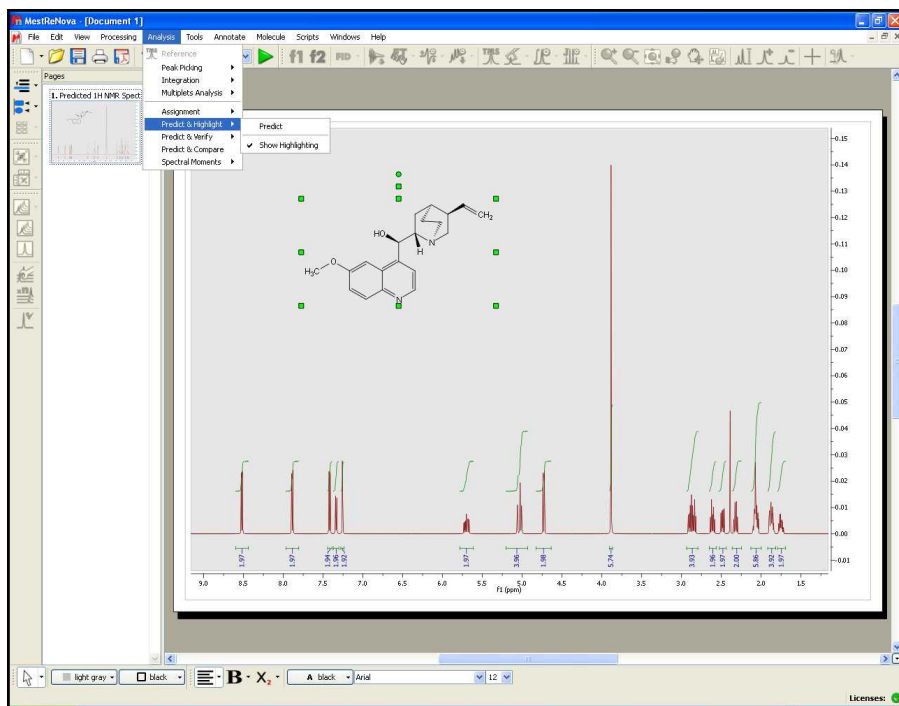 MestReNova - [Document 1]
File Edit View Processing Analysis Tools Annotate Molecule Scripts Windows Help
f1 f2 FID TMS
Pages
1. Predicted 1H NMR Spect
TMS Reference
Peak Picking
Integration
Multiplets Analysis
Assignment
Predict & Highlight
Predict & Verify
Predict & Compare
Spectral Moments
Predict
Show Highlighting
HO
N
H
CH2
H3C
O
N
0.15
0.14
0.13
0.12
0.11
0.10
0.09
0.08
0.07
0.06
0.05
0.04
0.03
0.02
0.01
0.00
-0.01
1.97 1.97 1.94 1.96 1.92 1.97 3.96 1.98 5.74 3.93 1.96 1.97 2.00 5.86 3.92 1.97
9.0 8.5 8.0 7.5 7.0 6.5 6.0 5.5 5.0 4.5 4.0 3.5 3.0 2.5 2.0 1.5
f1 (ppm)
light gray black B X2 A black Arial 12
Licenses: